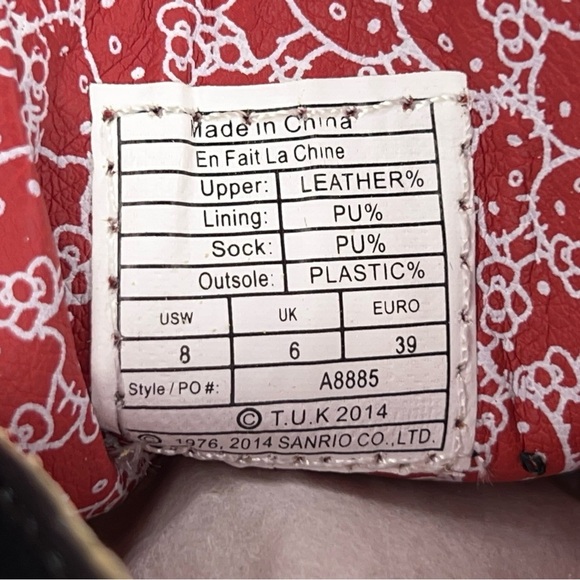 Made in China
En Fait La Chine
Upper: LEATHER%
Lining: PU%
Sock: PU%
Outsole: PLASTIC%
USW UK EURO
8 6 39
Style / PO #: A8885
© T.U.K 2014
© 1976, 2014 SANRIO CO., LTD.